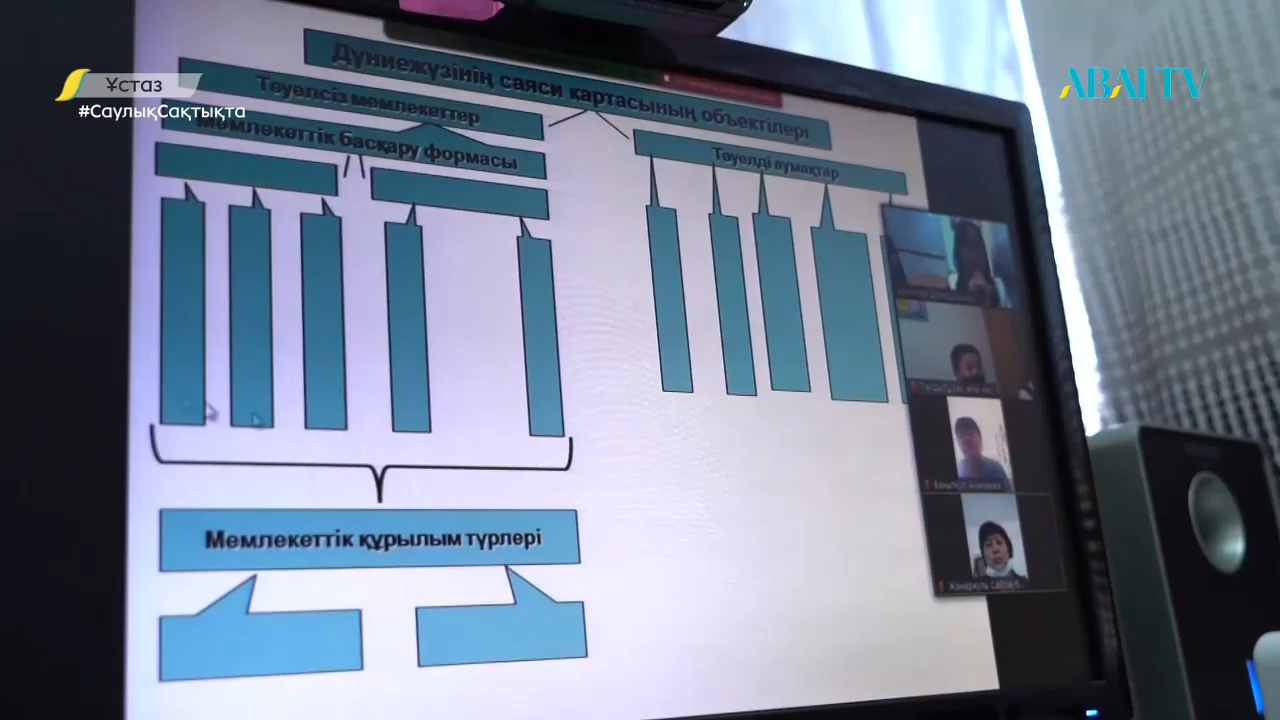 Ұстаз
#СаулықСақтықта
ABAI TV
Дүниежүзінің саяси картасының объектілері
Тәуелсіз мемлекеттер
Мемлекеттік басқару формасы
Тәуелді аумақтар
Мемлекеттік құрылым түрлері